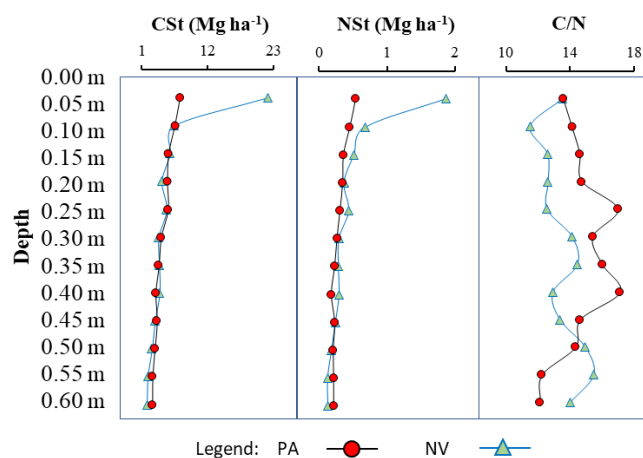 CSt (Mg ha⁻¹) NSt (Mg ha⁻¹) C/N
1 12 23 0 1 2 10 14 18
0.00 m
0.05 m
0.10 m
0.15 m
0.20 m
0.25 m
0.30 m
0.35 m
0.40 m
0.45 m
0.50 m
0.55 m
0.60 m
Depth
Legend: PA NV